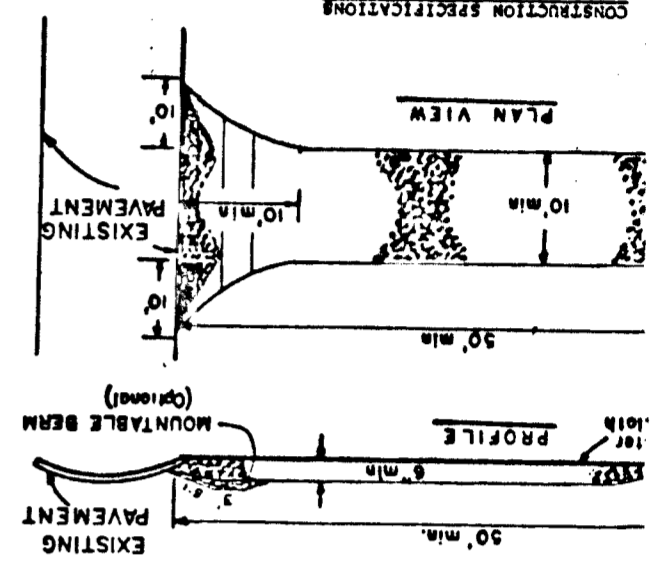 50' min.
EXISTING
PAVEMENT
6" min
PROFILE
MOUNTABLE BERM
(Optional)
50' min
10'
EXISTING
PAVEMENT
10' min
10' min
10'
PLAN VIEW
CONSTRUCTION SPECIFICATIONS